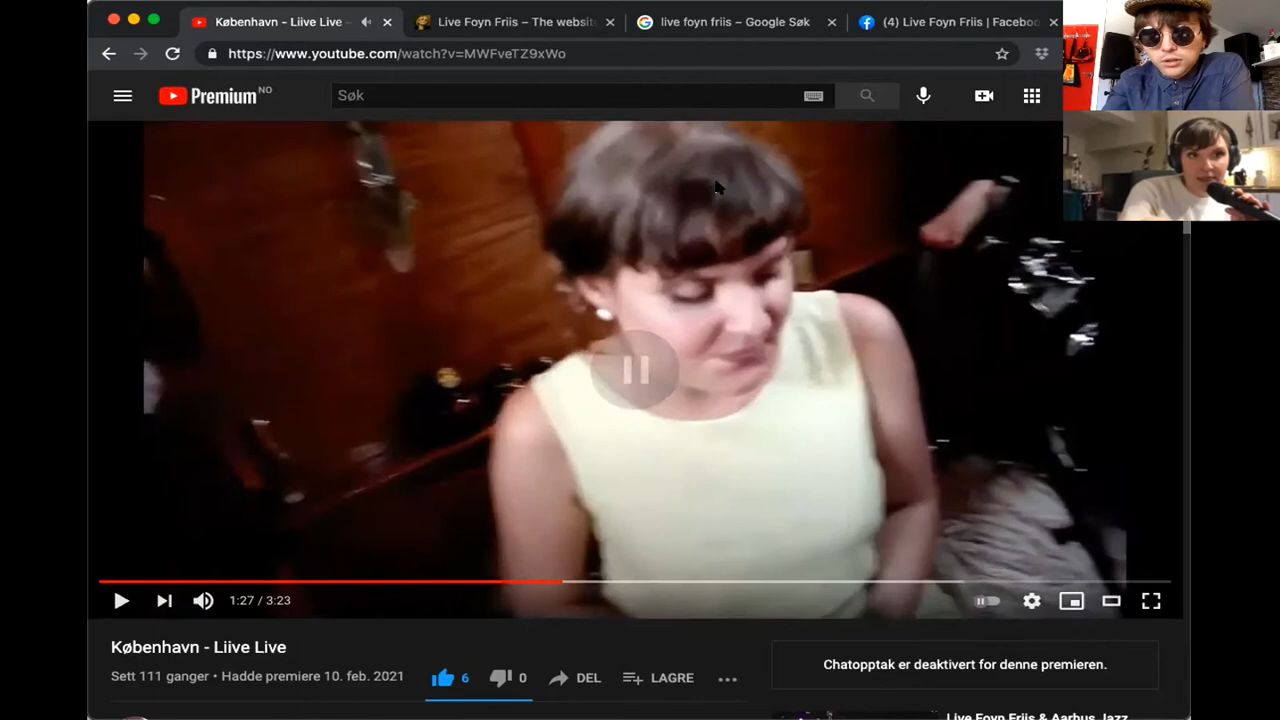 København - Liive Live –
Live Foyn Friis – The websit
live foyn friis – Google Søk
(4) Live Foyn Friis | Faceboo
https://www.youtube.com/watch?v=MWFveTZ9xWo
Premium NO
Søk
1:27 / 3:23
København - Liive Live
Sett 111 ganger • Hadde premiere 10. feb. 2021
6
0
DEL
LAGRE
Chatopptak er deaktivert for denne premieren.
Live Foyn Friis & Aarhus Jazz